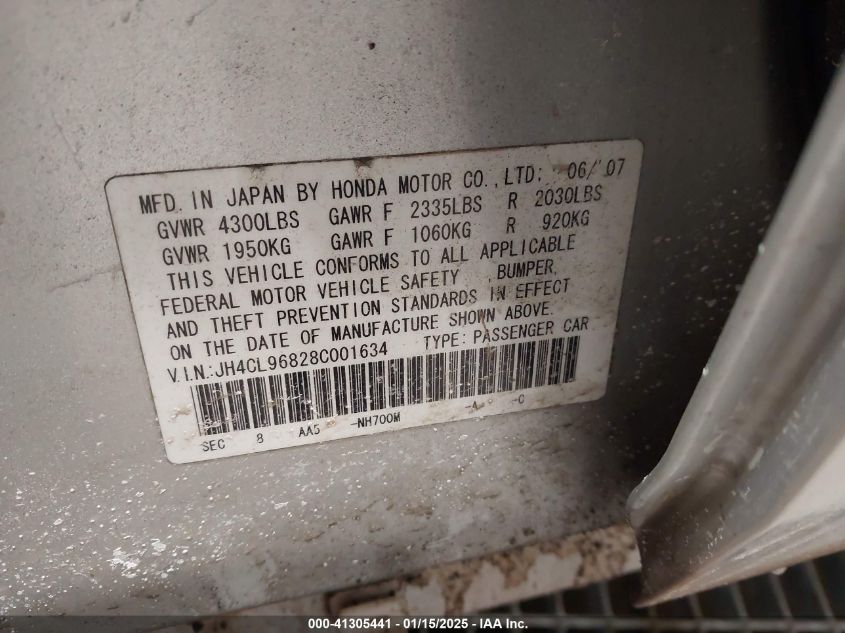 MFD. IN JAPAN BY HONDA MOTOR CO.,LTD: 06/'07
GVWR 4300LBS GAWR F 2335LBS R 2030LBS
GVWR 1950KG GAWR F 1060KG R 920KG
THIS VEHICLE CONFORMS TO ALL APPLICABLE
FEDERAL MOTOR VEHICLE SAFETY , BUMPER,
AND THEFT PREVENTION STANDARDS IN EFFECT
ON THE DATE OF MANUFACTURE SHOWN ABOVE.
V.I.N.:JH4CL96828C001634 TYPE: PASSENGER CAR
SEC 8 AA5 -NH700M -A -C
000-41305441 - 01/15/2025 - IAA Inc.